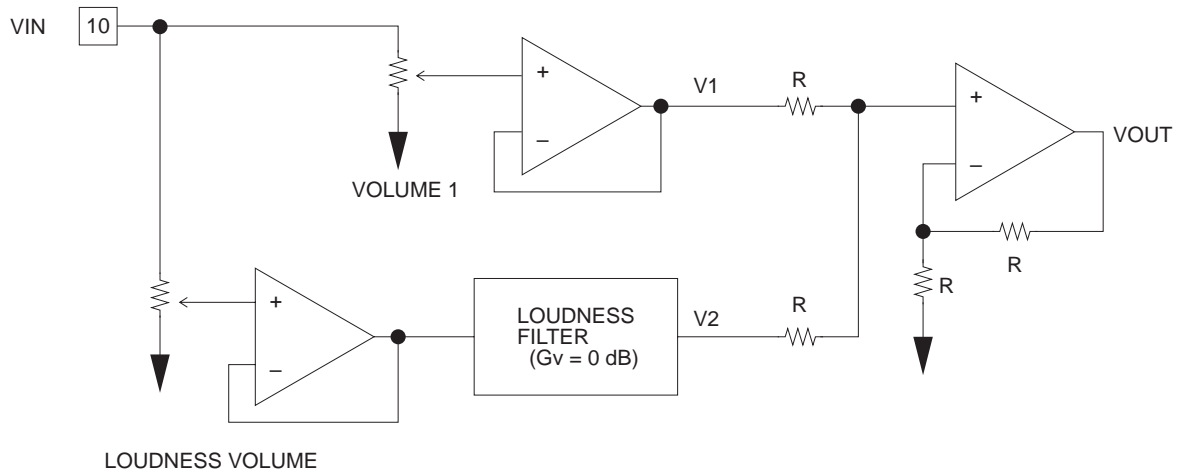 VIN
10
+
−
V1
R
+
−
VOUT
VOLUME 1
R
R
+
−
LOUDNESS
FILTER
(Gv = 0 dB)
V2
R
LOUDNESS VOLUME